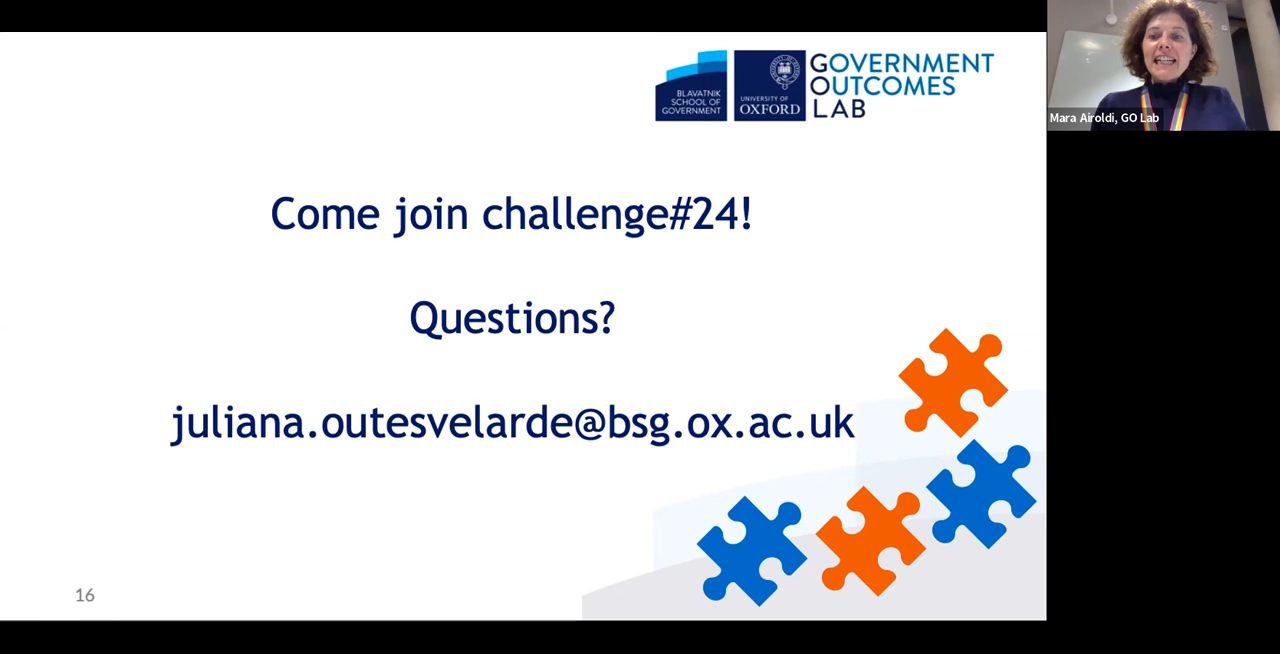 BLAVATNIK
SCHOOL OF
GOVERNMENT
UNIVERSITY OF
OXFORD
GOVERNMENT
OUTCOMES
LAB
Mara Airoldi, GO Lab
Come join challenge#24!
Questions?
juliana.outesvelarde@bsg.ox.ac.uk
16